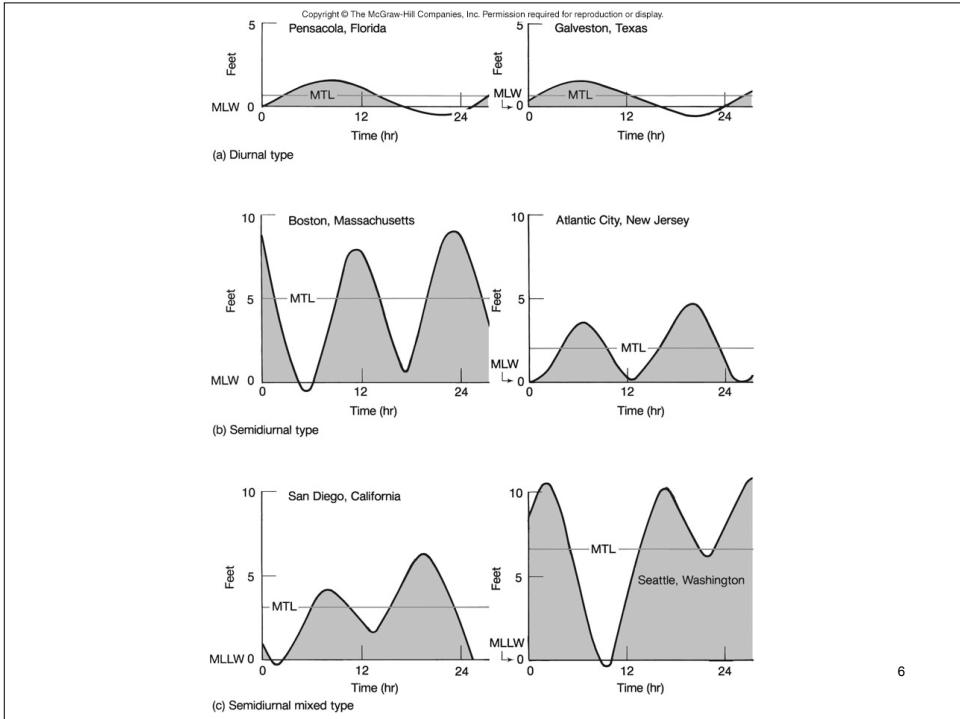 Copyright © The McGraw-Hill Companies, Inc. Permission required for reproduction or display.
Pensacola, Florida
5
Feet
MTL
MLW 0
0 12 24
Time (hr)
Galveston, Texas
5
Feet
MTL
MLW
0
0 12 24
Time (hr)
(a) Diurnal type
Boston, Massachusetts
10
Feet
5
MTL
MLW 0
0 12 24
Time (hr)
Atlantic City, New Jersey
10
Feet
5
MTL
MLW
0
0 12 24
Time (hr)
(b) Semidiurnal type
San Diego, California
10
Feet
5
MTL
MLLW 0
0 12 24
Time (hr)
10
Feet
MTL
5
Seattle, Washington
MLLW
0
0 12 24
Time (hr)
(c) Semidiurnal mixed type
6